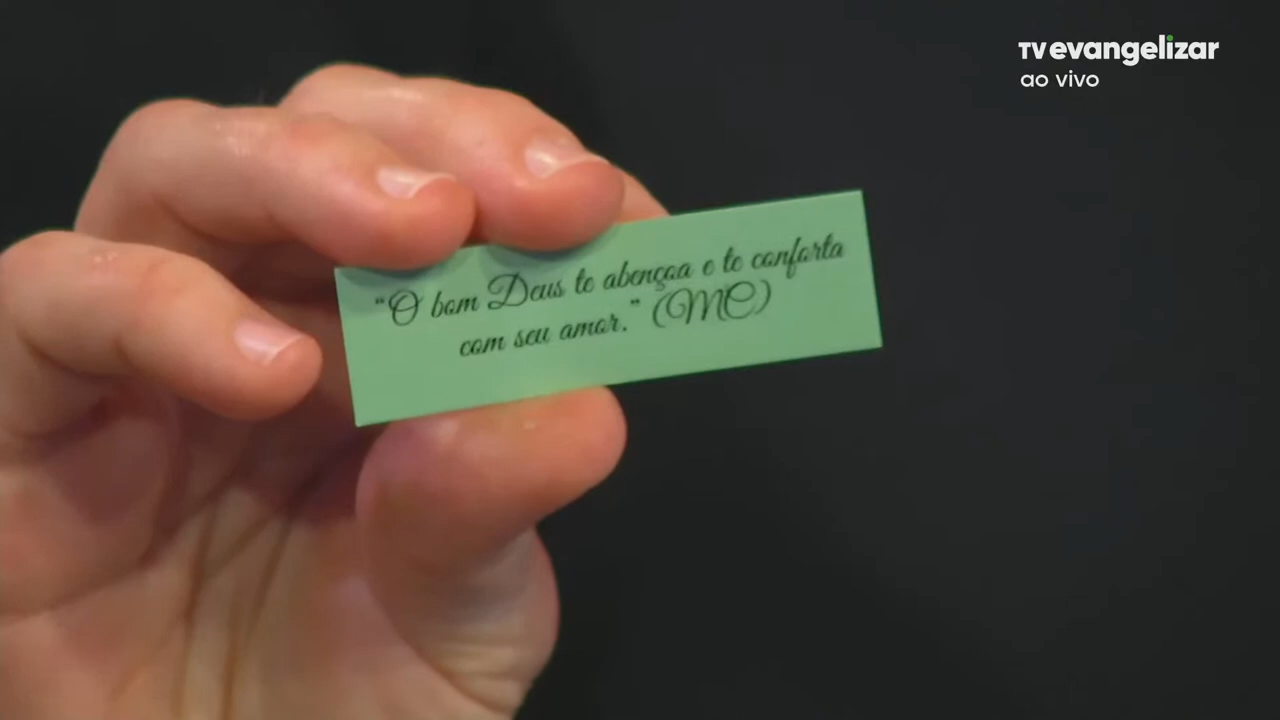 TVevangelizar
ao vivo
“O bom Deus te abençoa e te conforta
com seu amor.” (MC)